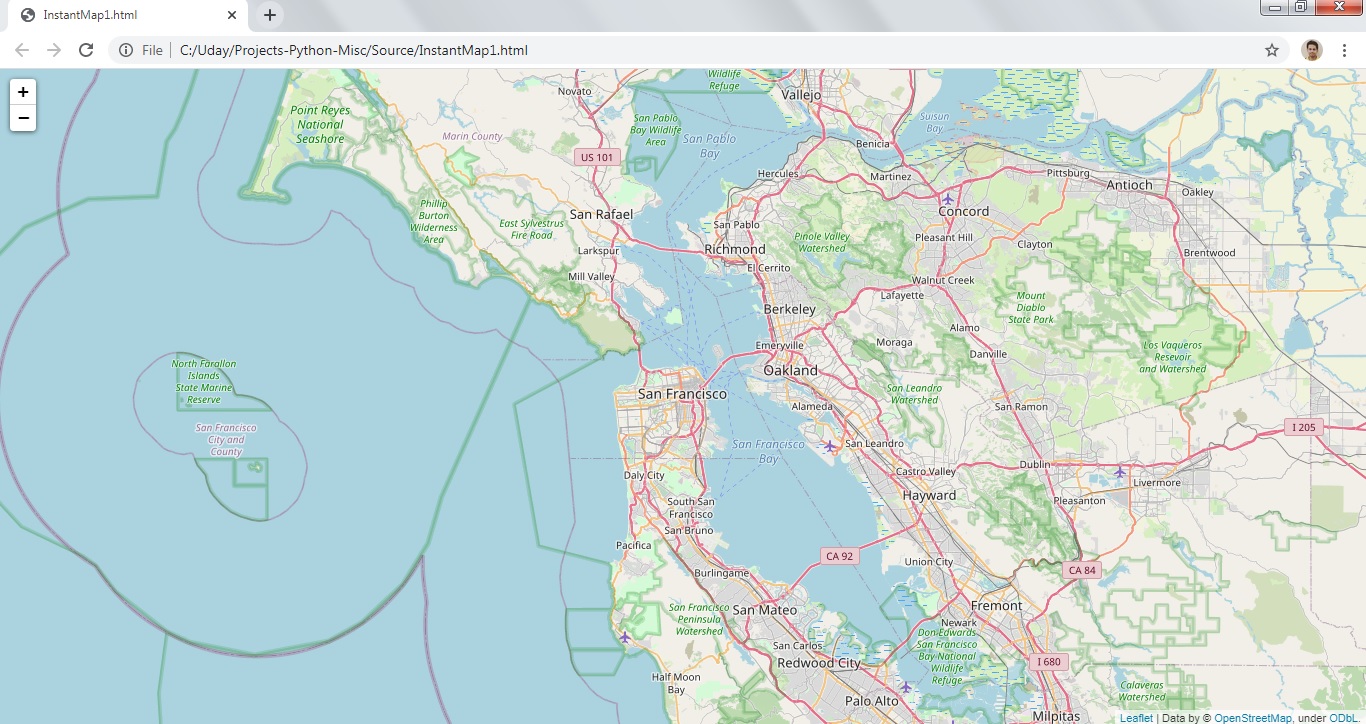 InstantMap1.html
File
C:/Uday/Projects-Python-Misc/Source/InstantMap1.html
+
−
Point Reyes
National
Seashore
Novato
Marin County
US 101
San Pablo
Bay Wildlife
Area
Wildlife
Refuge
San Pablo
Bay
Vallejo
Suisun
Bay
Benicia
Hercules
Martinez
Pittsburg
Antioch
Oakley
Concord
Phillip
Burton
Wilderness
Area
East Sylvestrus
Fire Road
San Rafael
Larkspur
Mill Valley
San Pablo
Richmond
El Cerrito
Pinole Valley
Watershed
Pleasant Hill
Clayton
Brentwood
Walnut Creek
Lafayette
Mount
Diablo
State Park
Berkeley
Alamo
Moraga
Danville
Emeryville
Oakland
Los Vaqueros
Resevoir
and Watershed
North Farallon
Islands
State Marine
Reserve
San Francisco
City and
County
San Francisco
San Leandro
Watershed
Alameda
San Ramon
I 205
San Francisco
Bay
San Leandro
Castro Valley
Dublin
Livermore
Daly City
Hayward
Pleasanton
South San
Francisco
San Bruno
Pacifica
CA 92
Union City
CA 84
Burlingame
San Francisco
Peninsula
Watershed
San Mateo
Fremont
Newark
Don Edwards
San Francisco
Bay National
Wildlife
Refuge
San Carlos
Redwood City
I 680
Half Moon
Bay
Palo Alto
Calaveras
Watershed
Milpitas
Leaflet | Data by © OpenStreetMap, under ODbL.